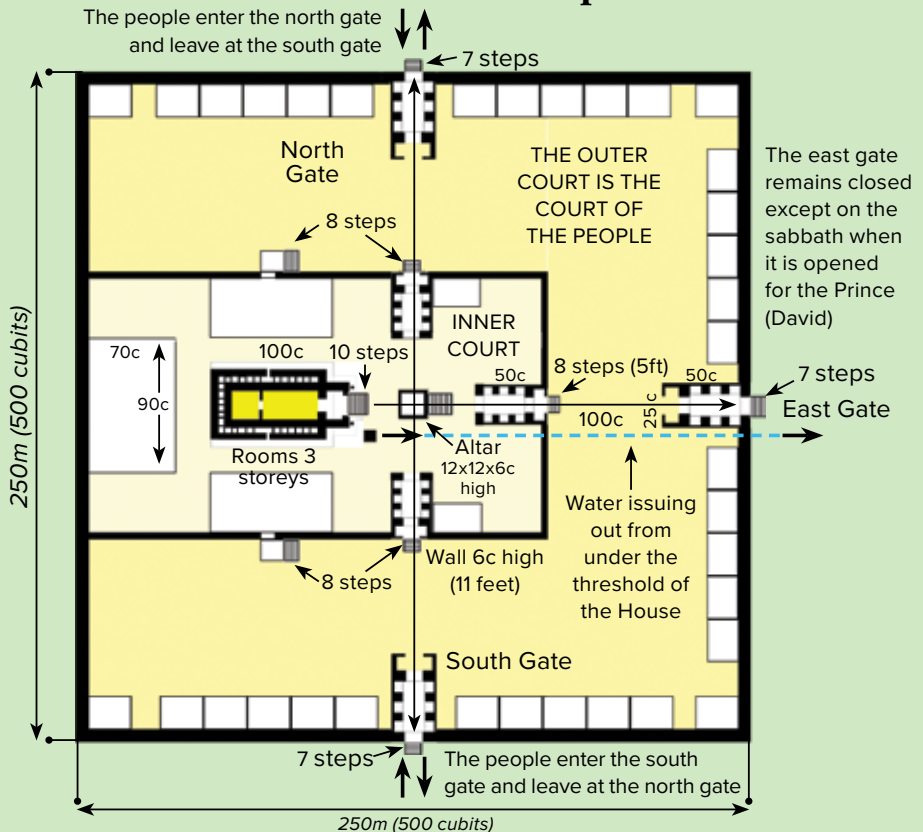 The people enter the north gate
and leave at the south gate
7 steps
North
Gate
THE OUTER
COURT IS THE
COURT OF
THE PEOPLE
The east gate
remains closed
except on the
sabbath when
it is opened
for the Prince
(David)
8 steps
250m (500 cubits)
INNER
COURT
70c
100c
10 steps
90c
50c
8 steps (5ft)
50c
7 steps
25 c
East Gate
100c
Rooms 3
storeys
Altar
12x12x6c
high
Water issuing
out from
under the
threshold of
the House
Wall 6c high
(11 feet)
8 steps
South Gate
7 steps
The people enter the south
gate and leave at the north gate
250m (500 cubits)